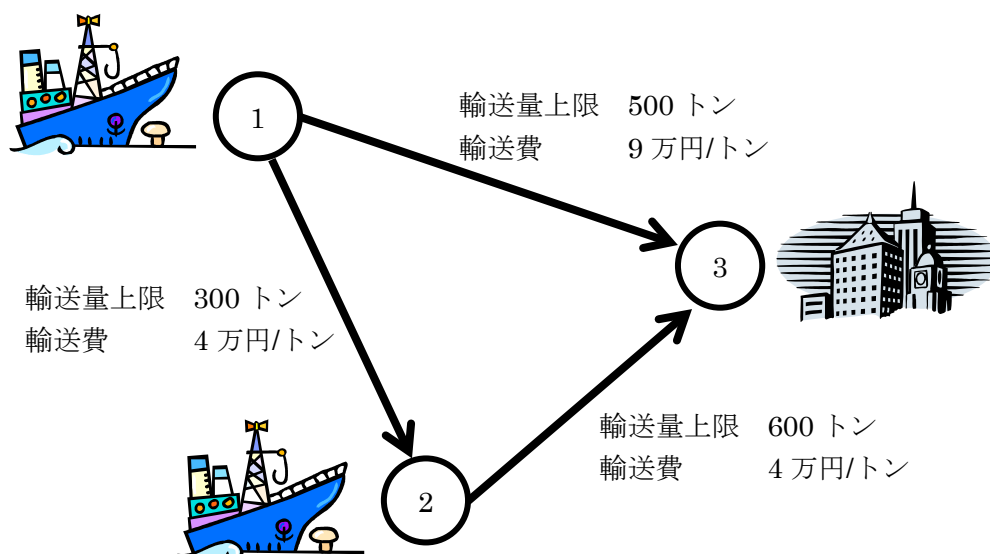 1
輸送量上限 500 トン
輸送費 9 万円/トン
3
輸送量上限 300 トン
輸送費 4 万円/トン
輸送量上限 600 トン
輸送費 4 万円/トン
2